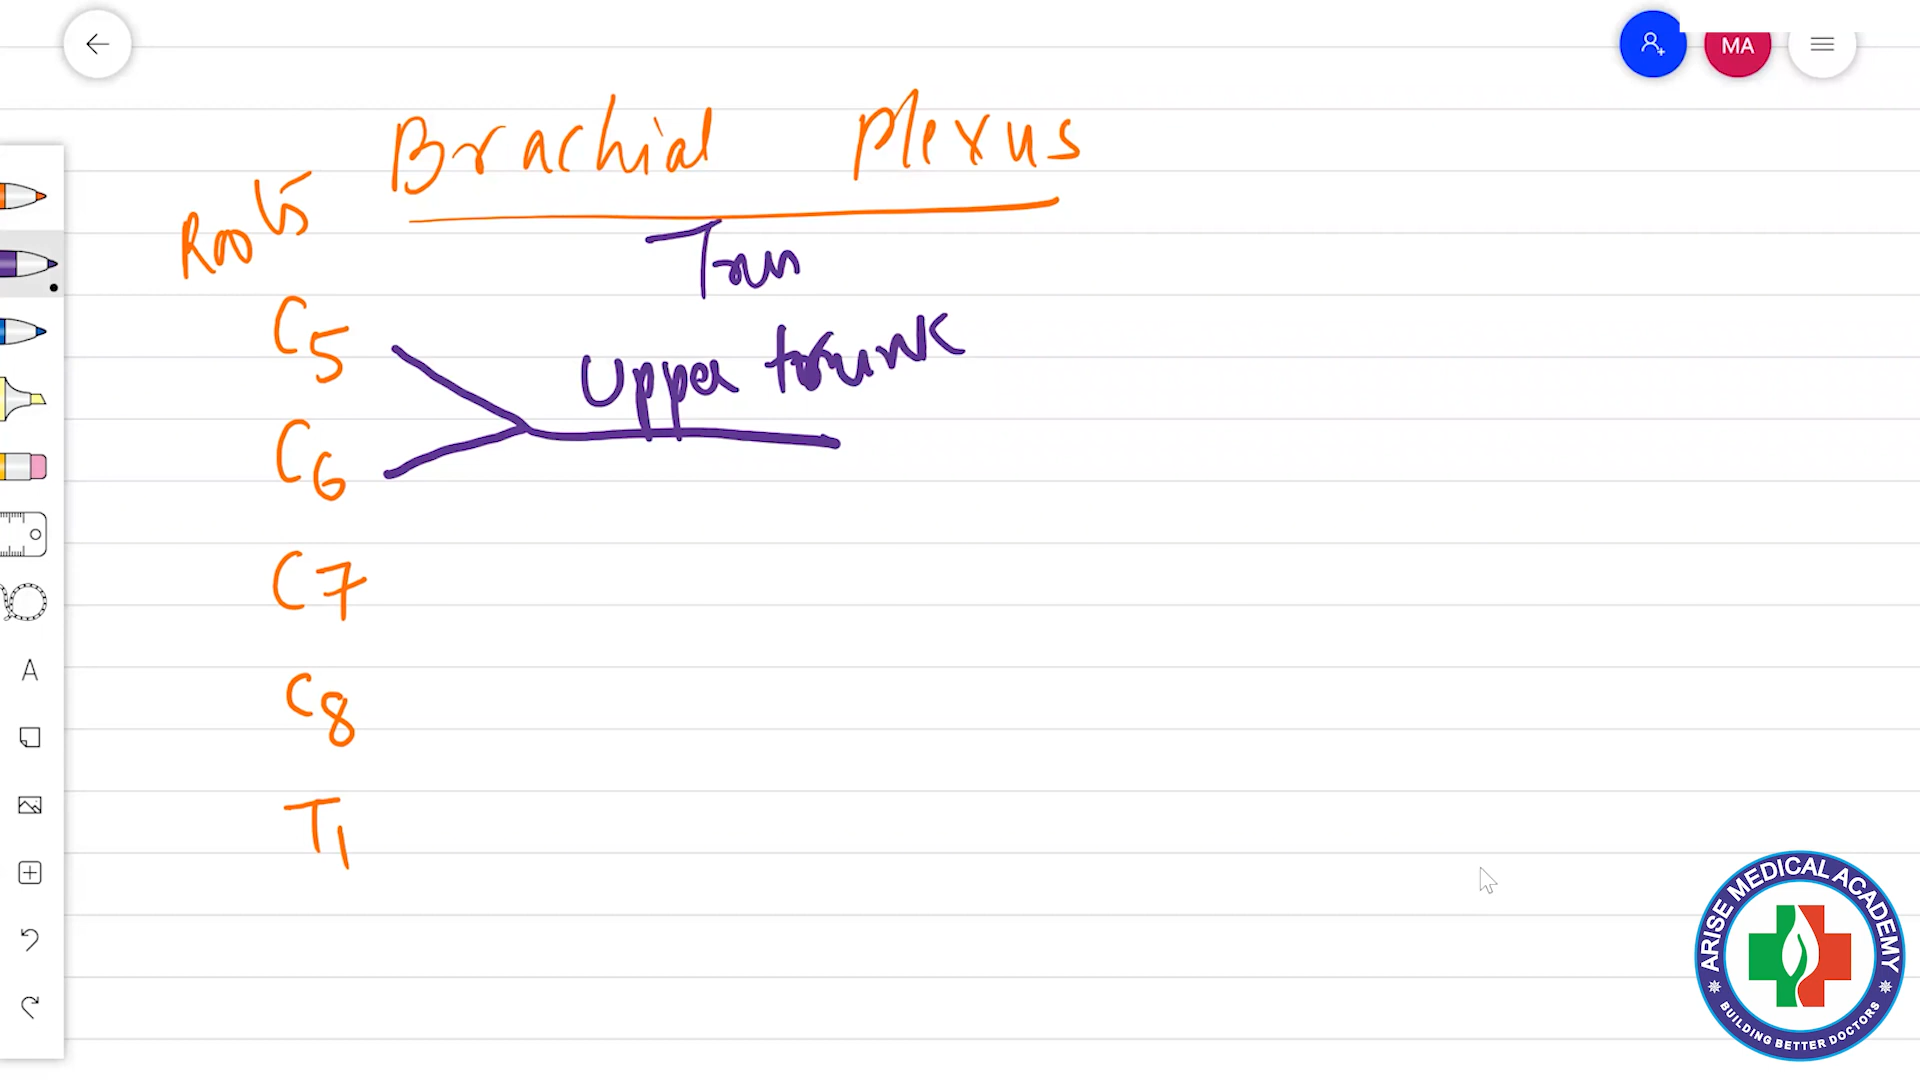 MA
Brachial Plexus
Roots
Trun
C5
Upper trunk
C6
C7
C8
T1
A
ARISE MEDICAL ACADEMY
BUILDING BETTER DOCTORS